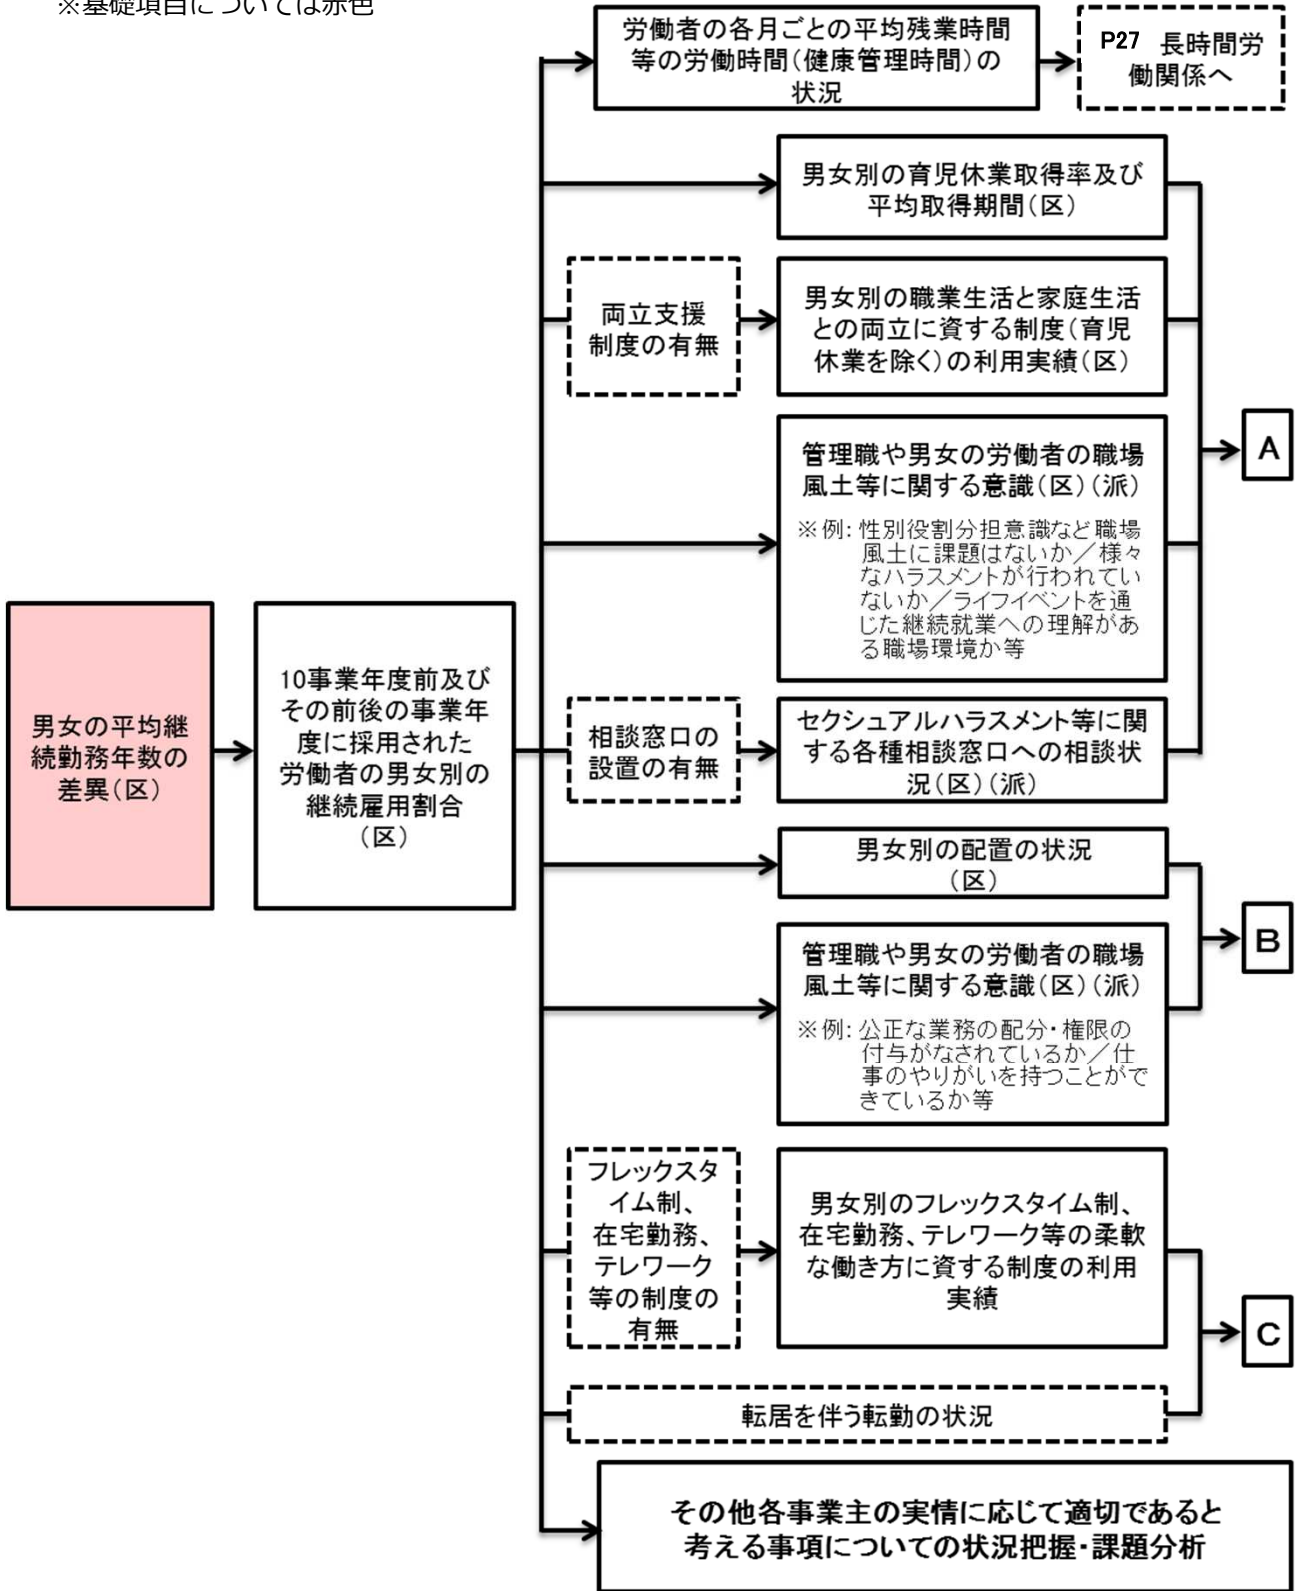 ※基礎項目については赤色
労働者の各月ごとの平均残業時間
等の労働時間（健康管理時間）の
状況
P27 長時間労
働関係へ
男女別の育児休業取得率及び
平均取得期間（区）
両立支援
制度の有無
男女別の職業生活と家庭生活
との両立に資する制度（育児
休業を除く）の利用実績（区）
管理職や男女の労働者の職場
風土等に関する意識（区）（派）
※例：性別役割分担意識など職場
風土に課題はないか／様々
なハラスメントが行われてい
ないか／ライフイベントを通
じた継続就業への理解があ
る職場環境か等
A
男女の平均継
続勤務年数の
差異（区）
10事業年度前及び
その前後の事業年
度に採用された
労働者の男女別の
継続雇用割合
（区）
相談窓口の
設置の有無
セクシュアルハラスメント等に関
する各種相談窓口への相談状
況（区）（派）
男女別の配置の状況
（区）
管理職や男女の労働者の職場
風土等に関する意識（区）（派）
※例：公正な業務の配分・権限の
付与がなされているか／仕
事のやりがいを持つことがで
きているか等
B
フレックスタ
イム制、
在宅勤務、
テレワーク
等の制度の
有無
男女別のフレックスタイム制、
在宅勤務、テレワーク等の柔軟
な働き方に資する制度の利用
実績
C
転居を伴う転勤の状況
その他各事業主の実情に応じて適切であると
考える事項についての状況把握・課題分析